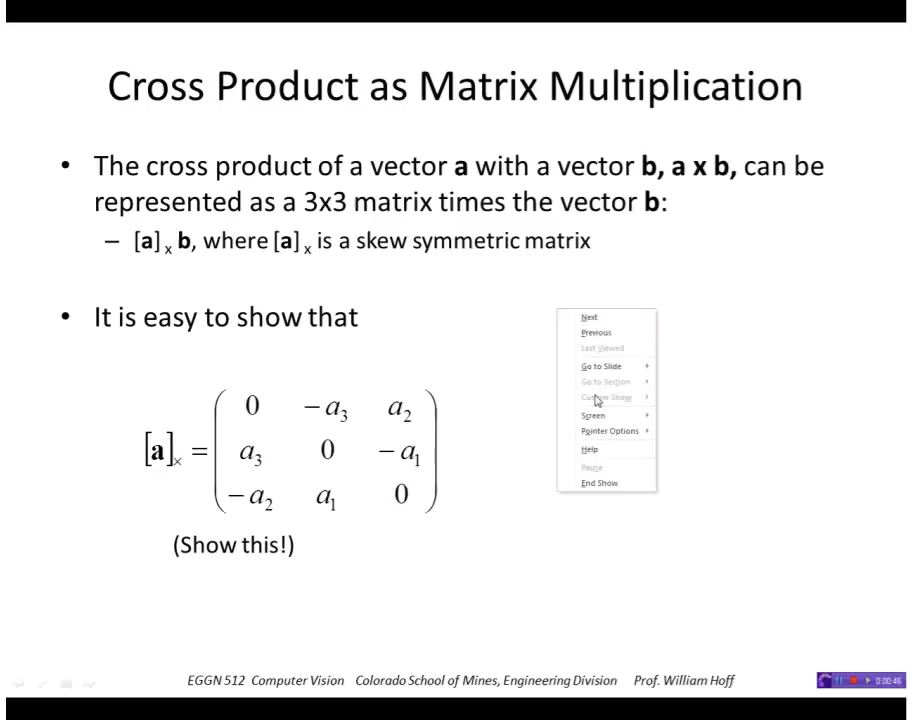 Cross Product as Matrix Multiplication
• The cross product of a vector a with a vector b, a x b, can be
represented as a 3x3 matrix times the vector b:
– [a] x b, where [a] x is a skew symmetric matrix
• It is easy to show that
[a]× = ( 0 −a3 a2
a3 0 −a1
−a2 a1 0 )
(Show this!)
Next
Previous
Last Viewed
Go to Slide
Go to Section
Custom Show
Screen
Pointer Options
Help
Pause
End Show
EGGN 512 Computer Vision Colorado School of Mines, Engineering Division Prof. William Hoff
0:00:45